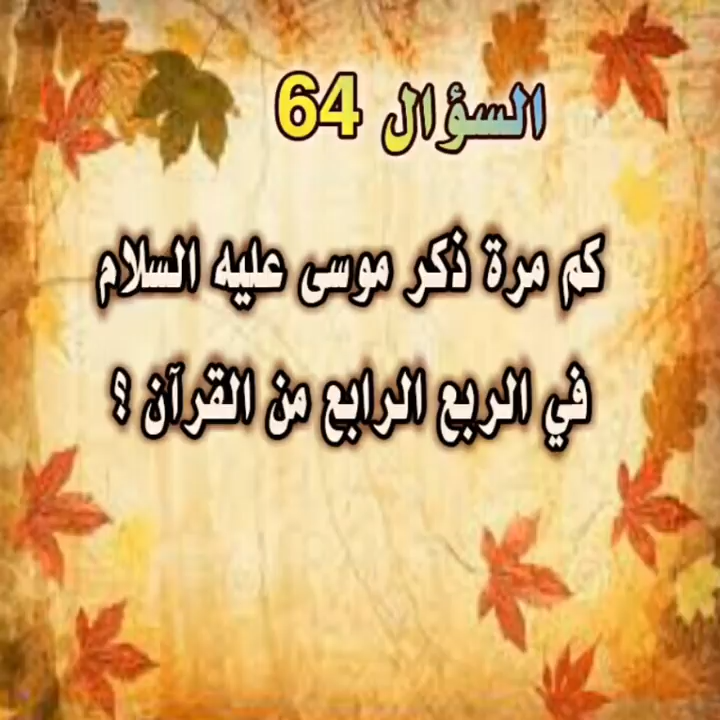 السؤال 64
كم مرة ذكر موسى عليه السلام
في الربع الرابع من القرآن ؟